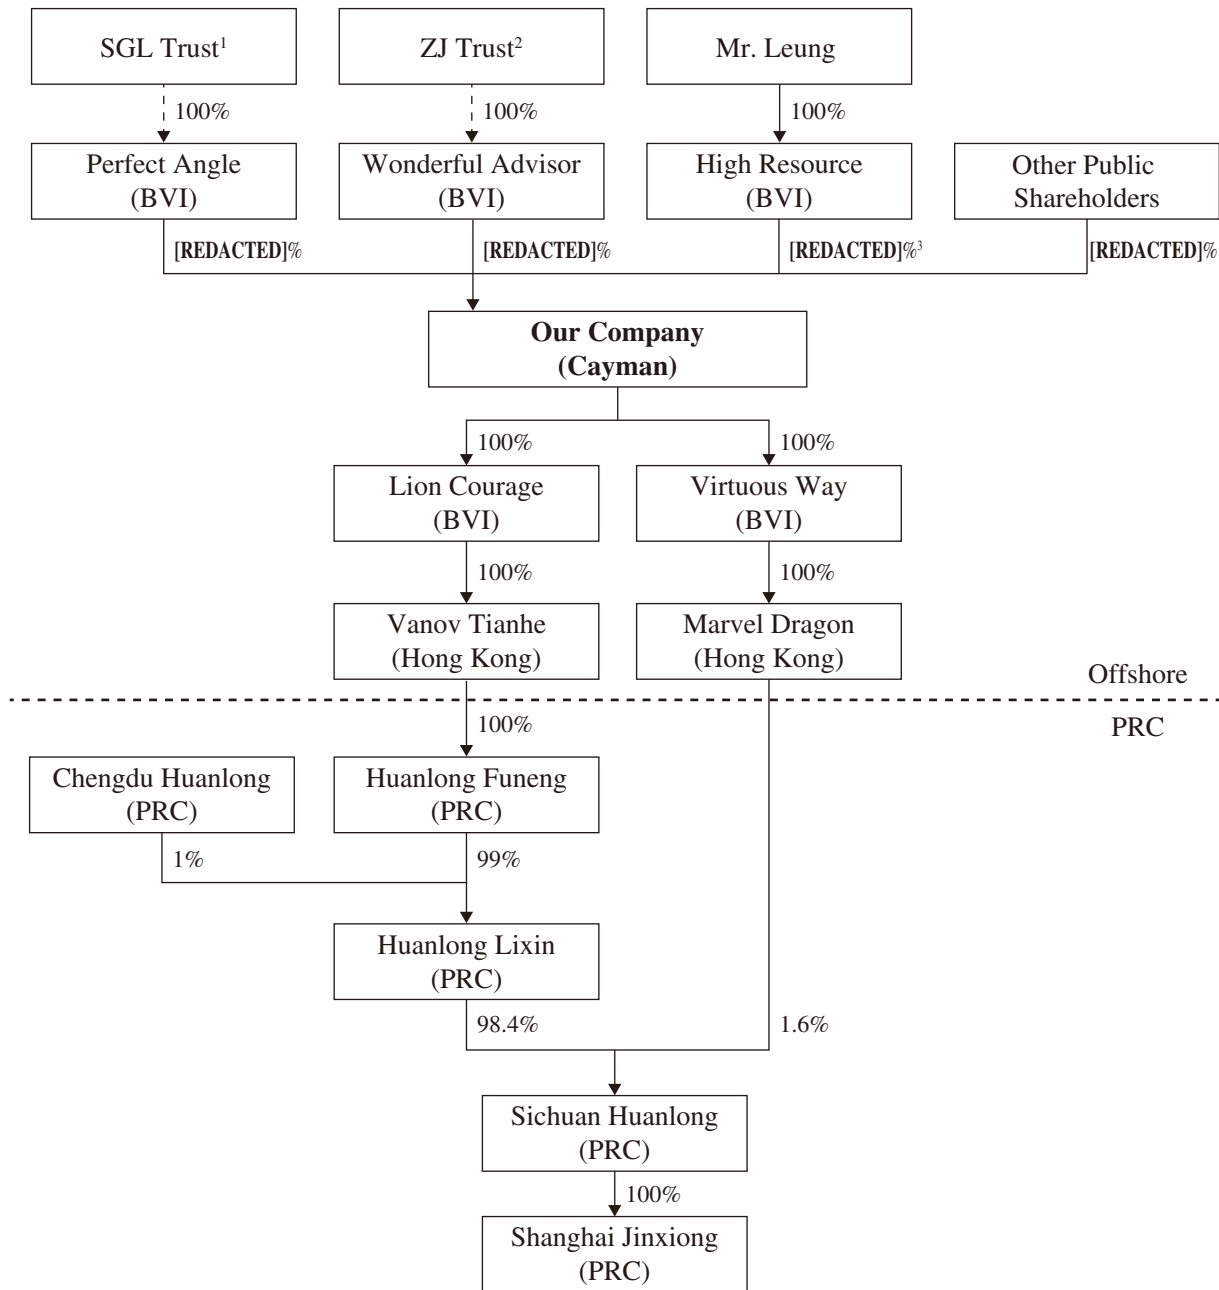 SGL Trust1
ZJ Trust2
Mr. Leung
100%
100%
100%
Perfect Angle
(BVI)
Wonderful Advisor
(BVI)
High Resource
(BVI)
Other Public
Shareholders
[REDACTED]%
[REDACTED]%
[REDACTED]%3
[REDACTED]%
Our Company
(Cayman)
100%
100%
Lion Courage
(BVI)
Virtuous Way
(BVI)
100%
100%
Vanov Tianhe
(Hong Kong)
Marvel Dragon
(Hong Kong)
Offshore
PRC
100%
Chengdu Huanlong
(PRC)
Huanlong Funeng
(PRC)
1%
99%
Huanlong Lixin
(PRC)
98.4%
1.6%
Sichuan Huanlong
(PRC)
100%
Shanghai Jinxiong
(PRC)